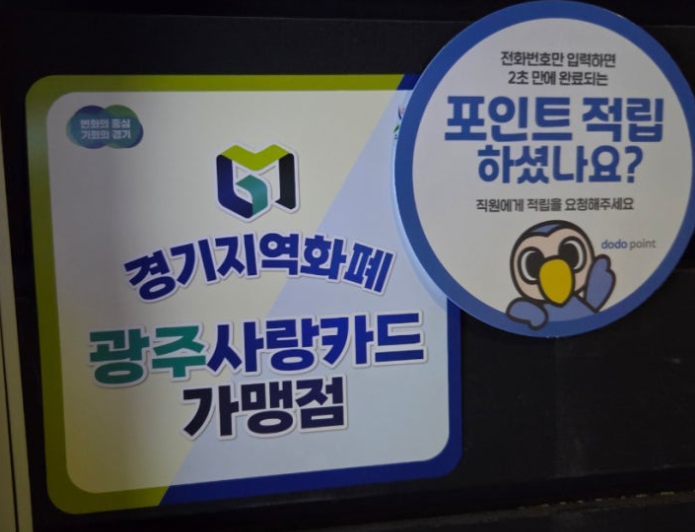 변화의 중심
기회의 경기
경기지역화폐
광주사랑카드
가맹점
전화번호만 입력하면
2초 만에 완료되는
포인트 적립
하셨나요?
직원에게 적립을 요청해주세요
dodo point